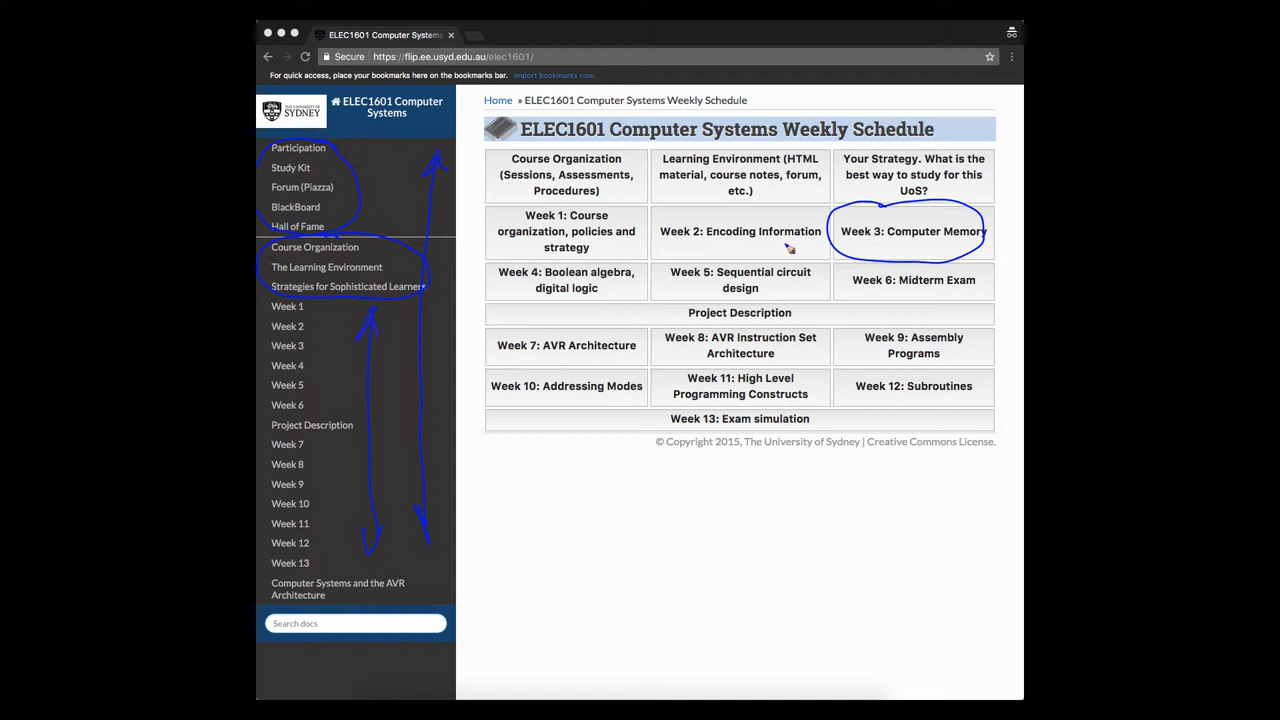 ELEC1601 Computer Systems
Secure https://flip.ee.usyd.edu.au/elec1601/
For quick access, place your bookmarks here on the bookmarks bar. Import bookmarks now...
THE UNIVERSITY OF
SYDNEY
ELEC1601 Computer
Systems
Participation
Study Kit
Forum (Piazza)
BlackBoard
Hall of Fame
Course Organization
The Learning Environment
Strategies for Sophisticated Learners
Week 1
Week 2
Week 3
Week 4
Week 5
Week 6
Project Description
Week 7
Week 8
Week 9
Week 10
Week 11
Week 12
Week 13
Computer Systems and the AVR
Architecture
Search docs
Home » ELEC1601 Computer Systems Weekly Schedule
ELEC1601 Computer Systems Weekly Schedule
Course Organization
(Sessions, Assessments,
Procedures)
Learning Environment (HTML
material, course notes, forum,
etc.)
Your Strategy. What is the
best way to study for this
UoS?
Week 1: Course
organization, policies and
strategy
Week 2: Encoding Information
Week 3: Computer Memory
Week 4: Boolean algebra,
digital logic
Week 5: Sequential circuit
design
Week 6: Midterm Exam
Project Description
Week 7: AVR Architecture
Week 8: AVR Instruction Set
Architecture
Week 9: Assembly
Programs
Week 10: Addressing Modes
Week 11: High Level
Programming Constructs
Week 12: Subroutines
Week 13: Exam simulation
© Copyright 2015, The University of Sydney | Creative Commons License.